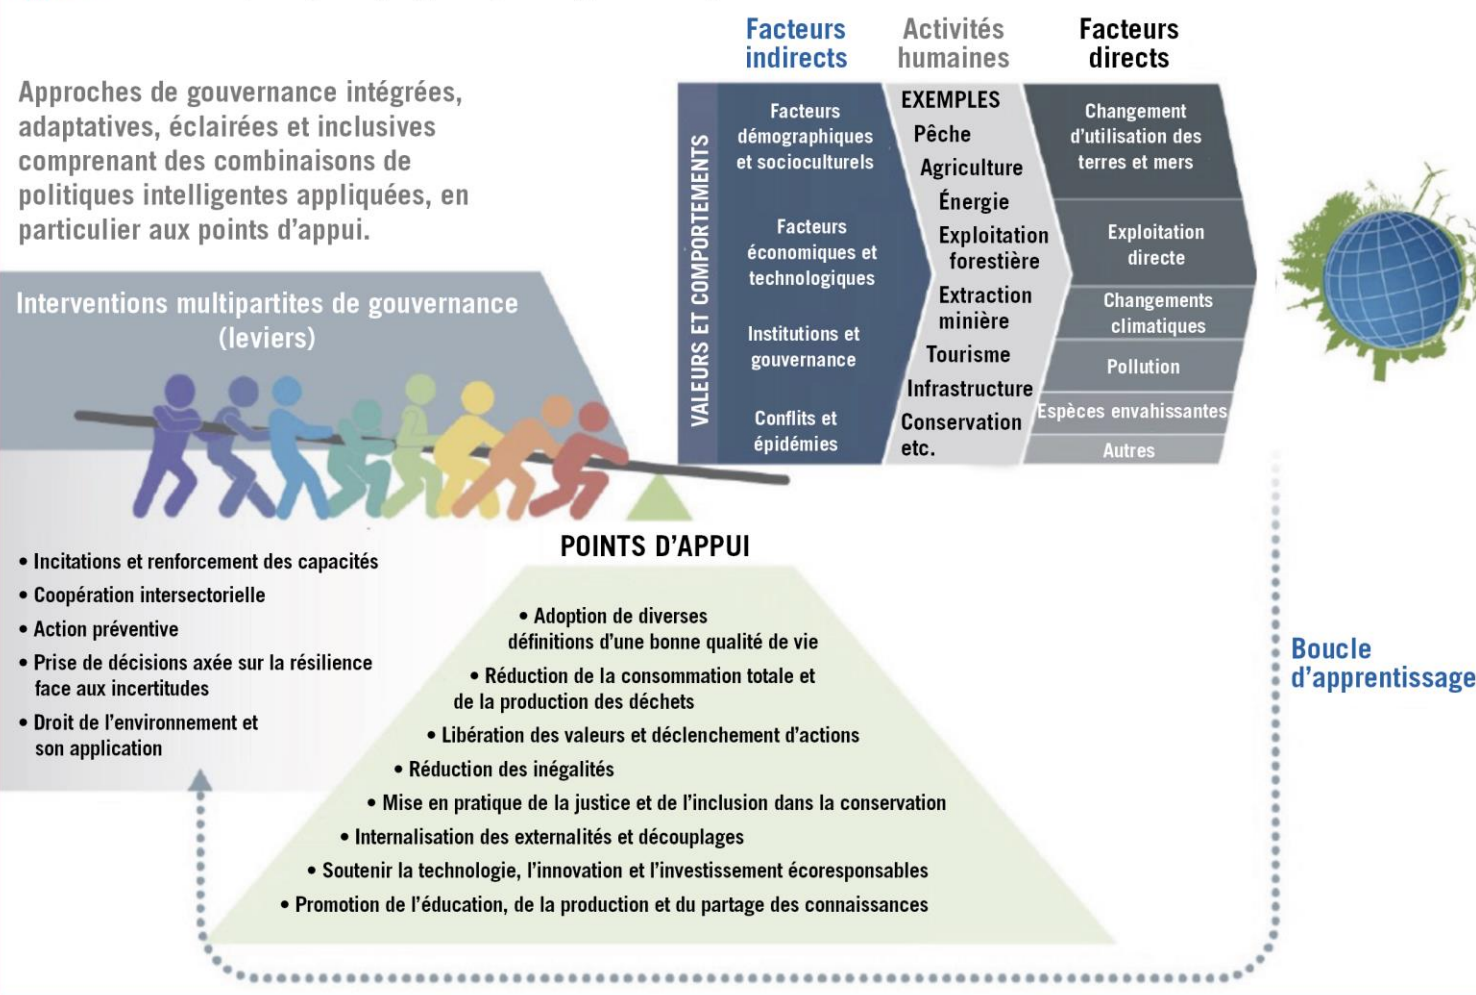 Approches de gouvernance intégrées,
adaptatives, éclairées et inclusives
comprenant des combinaisons de
politiques intelligentes appliquées, en
particulier aux points d'appui.
Interventions multipartites de gouvernance
(leviers)
• Incitations et renforcement des capacités
• Coopération intersectorielle
• Action préventive
• Prise de décisions axée sur la résilience
face aux incertitudes
• Droit de l'environnement et
son application
POINTS D'APPUI
• Adoption de diverses
définitions d'une bonne qualité de vie
• Réduction de la consommation totale et
de la production des déchets
• Libération des valeurs et déclenchement d'actions
• Réduction des inégalités
• Mise en pratique de la justice et de l'inclusion dans la conservation
• Internalisation des externalités et découplages
• Soutenir la technologie, l'innovation et l'investissement écoresponsables
• Promotion de l'éducation, de la production et du partage des connaissances
VALEURS ET COMPORTEMENTS
Facteurs
indirects
Facteurs
démographiques
et socioculturels
Facteurs
économiques et
technologiques
Institutions et
gouvernance
Conflits et
épidémies
Activités
humaines
EXEMPLES
Pêche
Agriculture
Énergie
Exploitation
forestière
Extraction
minière
Tourisme
Infrastructure
Conservation
etc.
Facteurs
directs
Changement
d'utilisation des
terres et mers
Exploitation
directe
Changements
climatiques
Pollution
Espèces envahissantes
Autres
Boucle
d'apprentissage